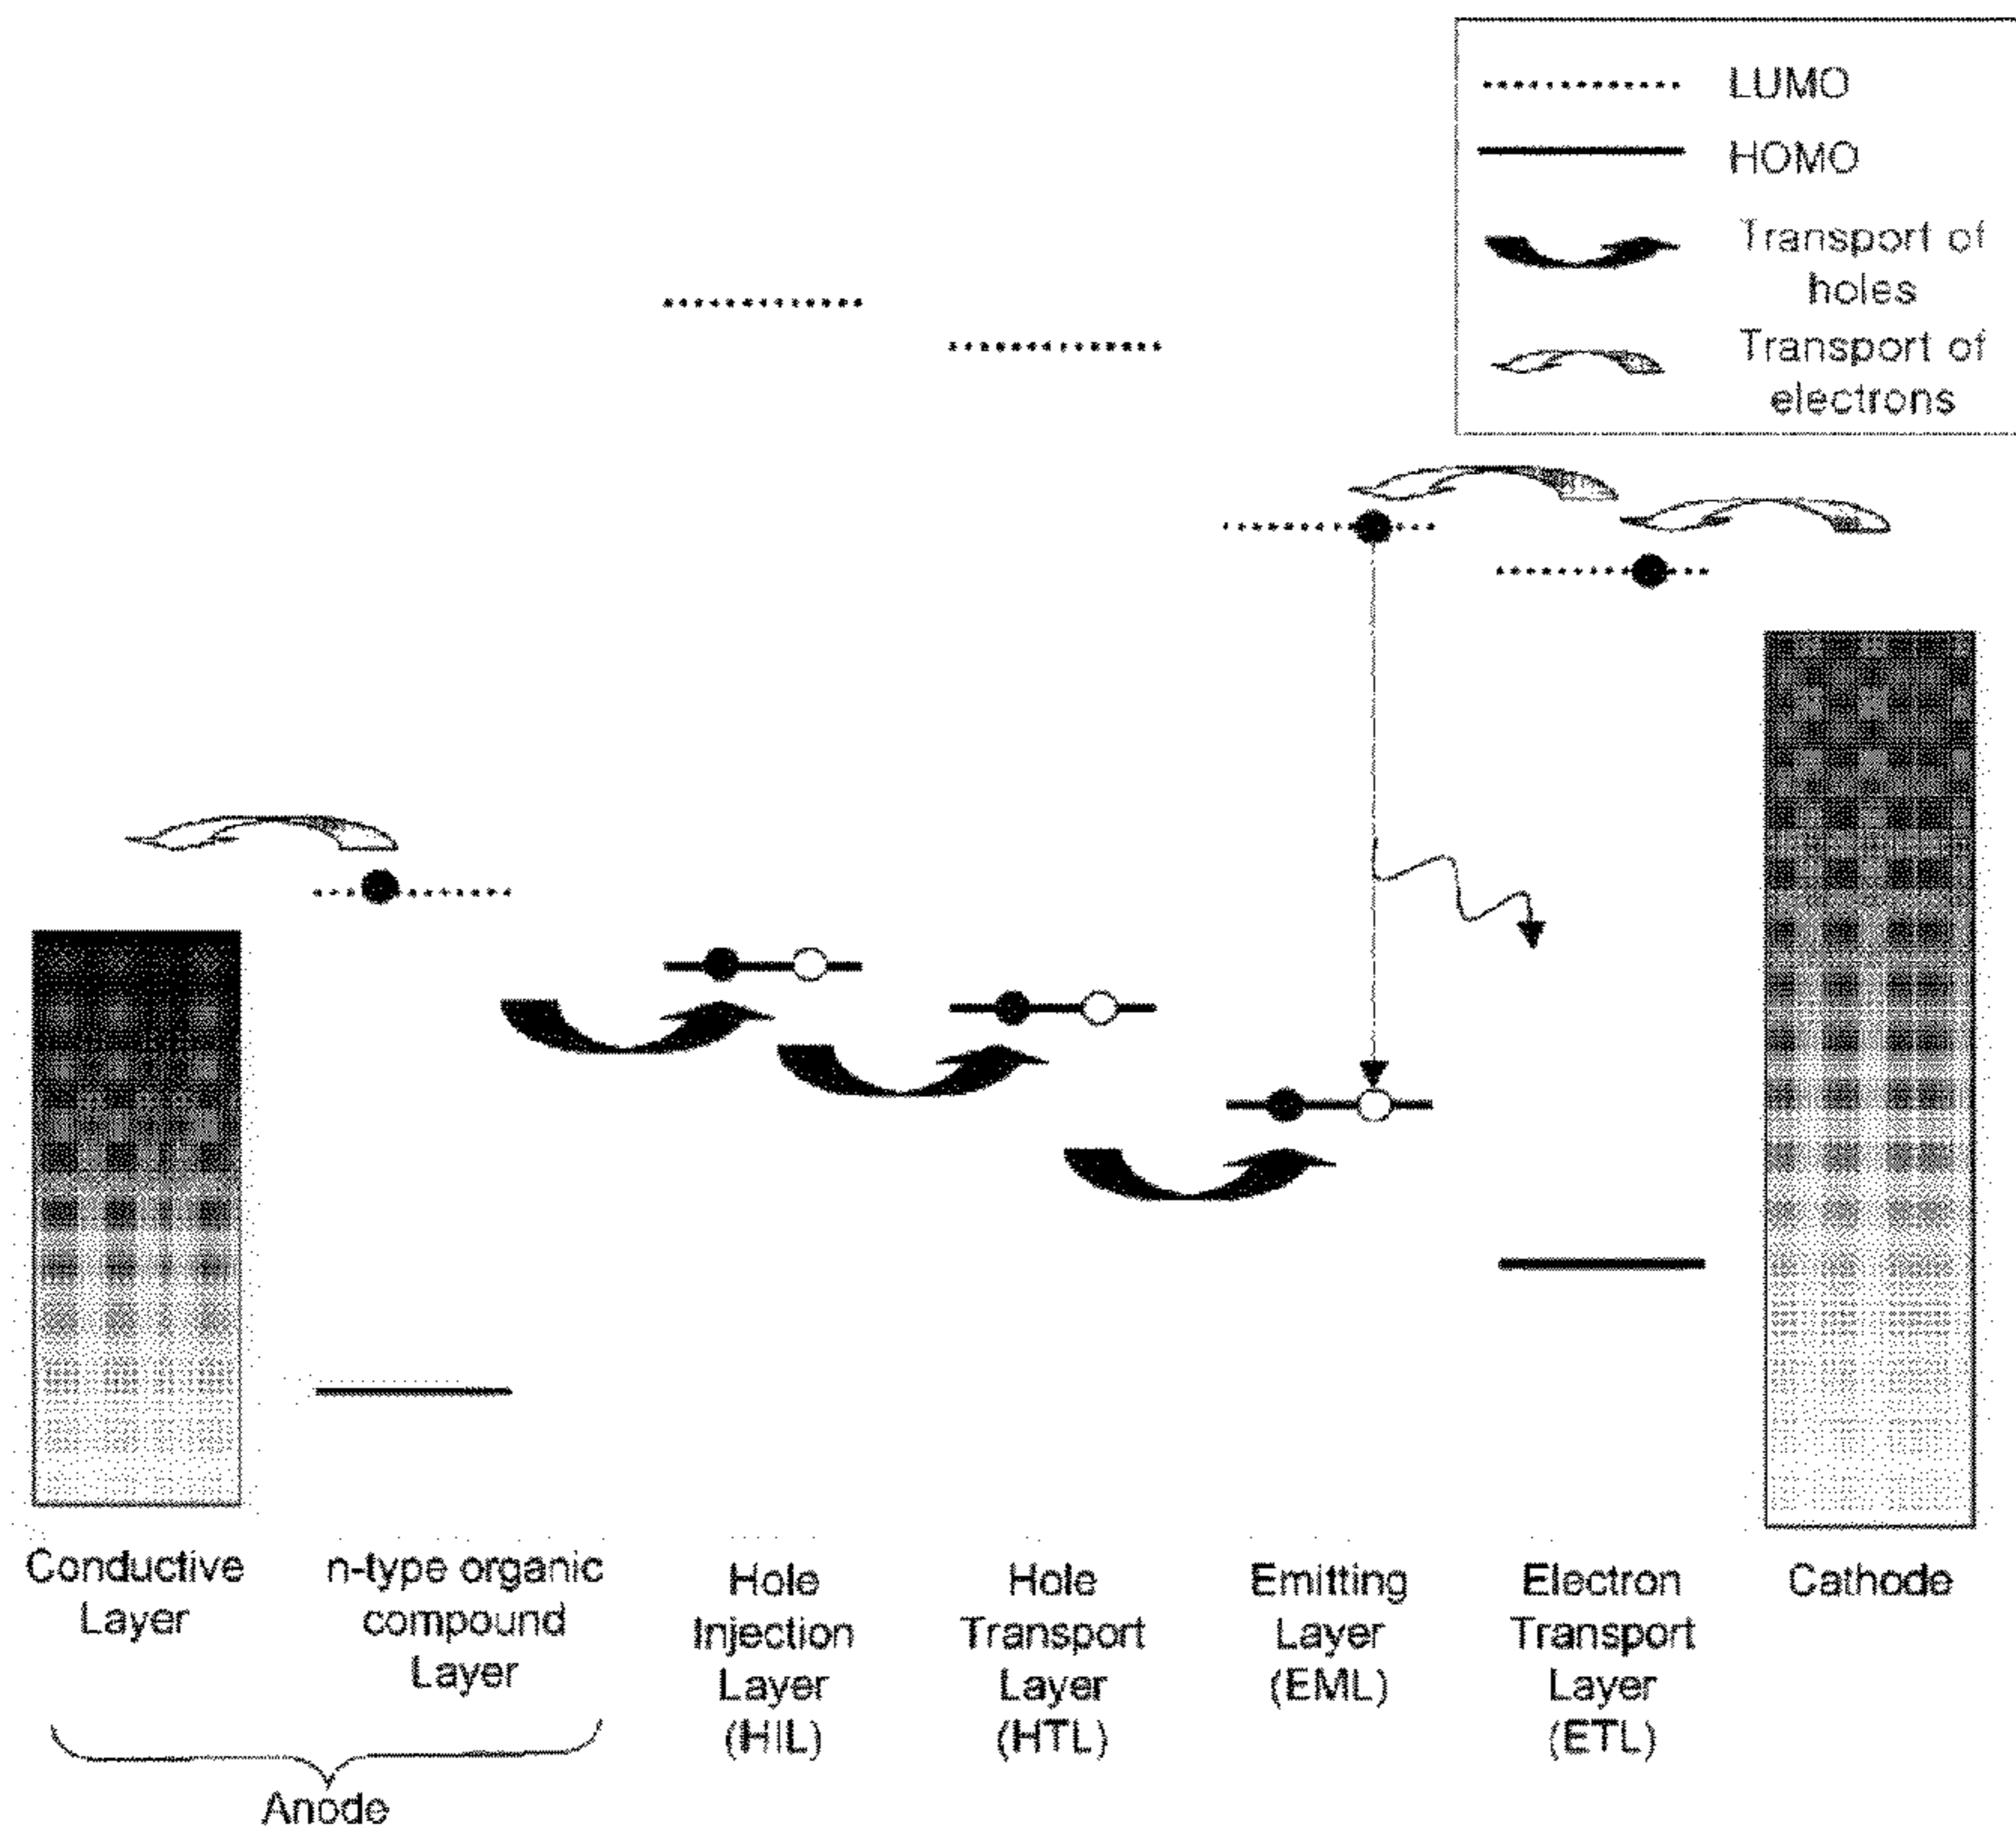 LUMO
HOMO
Transport of
holes
Transport of
electrons
Conductive
Layer
n-type organic
compound
Layer
Hole
Injection
Layer
(HIL)
Hole
Transport
Layer
(HTL)
Emitting
Layer
(EML)
Electron
Transport
Layer
(ETL)
Cathode
Anode